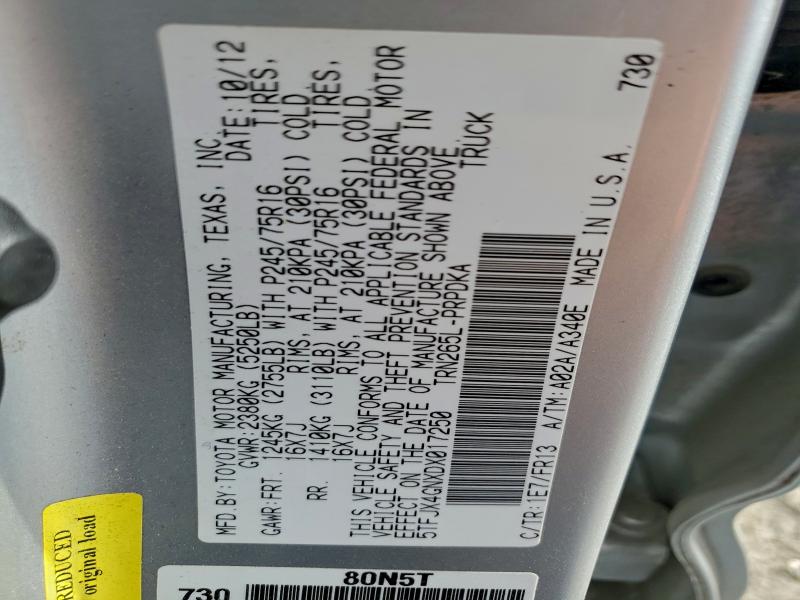 MFD.BY:TOYOTA MOTOR MANUFACTURING, TEXAS, INC.
GVWR:2380KG (5250LB) DATE:10/12
GAWR:FRT. 1245KG (2755LB) WITH P245/75R16 TIRES,
16X7J RIMS, AT 210KPA (30PSI) COLD
RR. 1410KG (3110LB) WITH P245/75R16 TIRES,
16X7J RIMS, AT 210KPA (30PSI) COLD
THIS VEHICLE CONFORMS TO ALL APPLICABLE FEDERAL MOTOR
VEHICLE SAFETY AND THEFT PREVENTION STANDARDS IN
EFFECT ON THE DATE OF MANUFACTURE SHOWN ABOVE.
5TFJX4GNXDX017250 TRN265L-PRPDKA TRUCK
C/TR:1E7/FR13 A/TM:A02A/A340E MADE IN U.S.A.
730
REDUCED
original load
80N5T
730